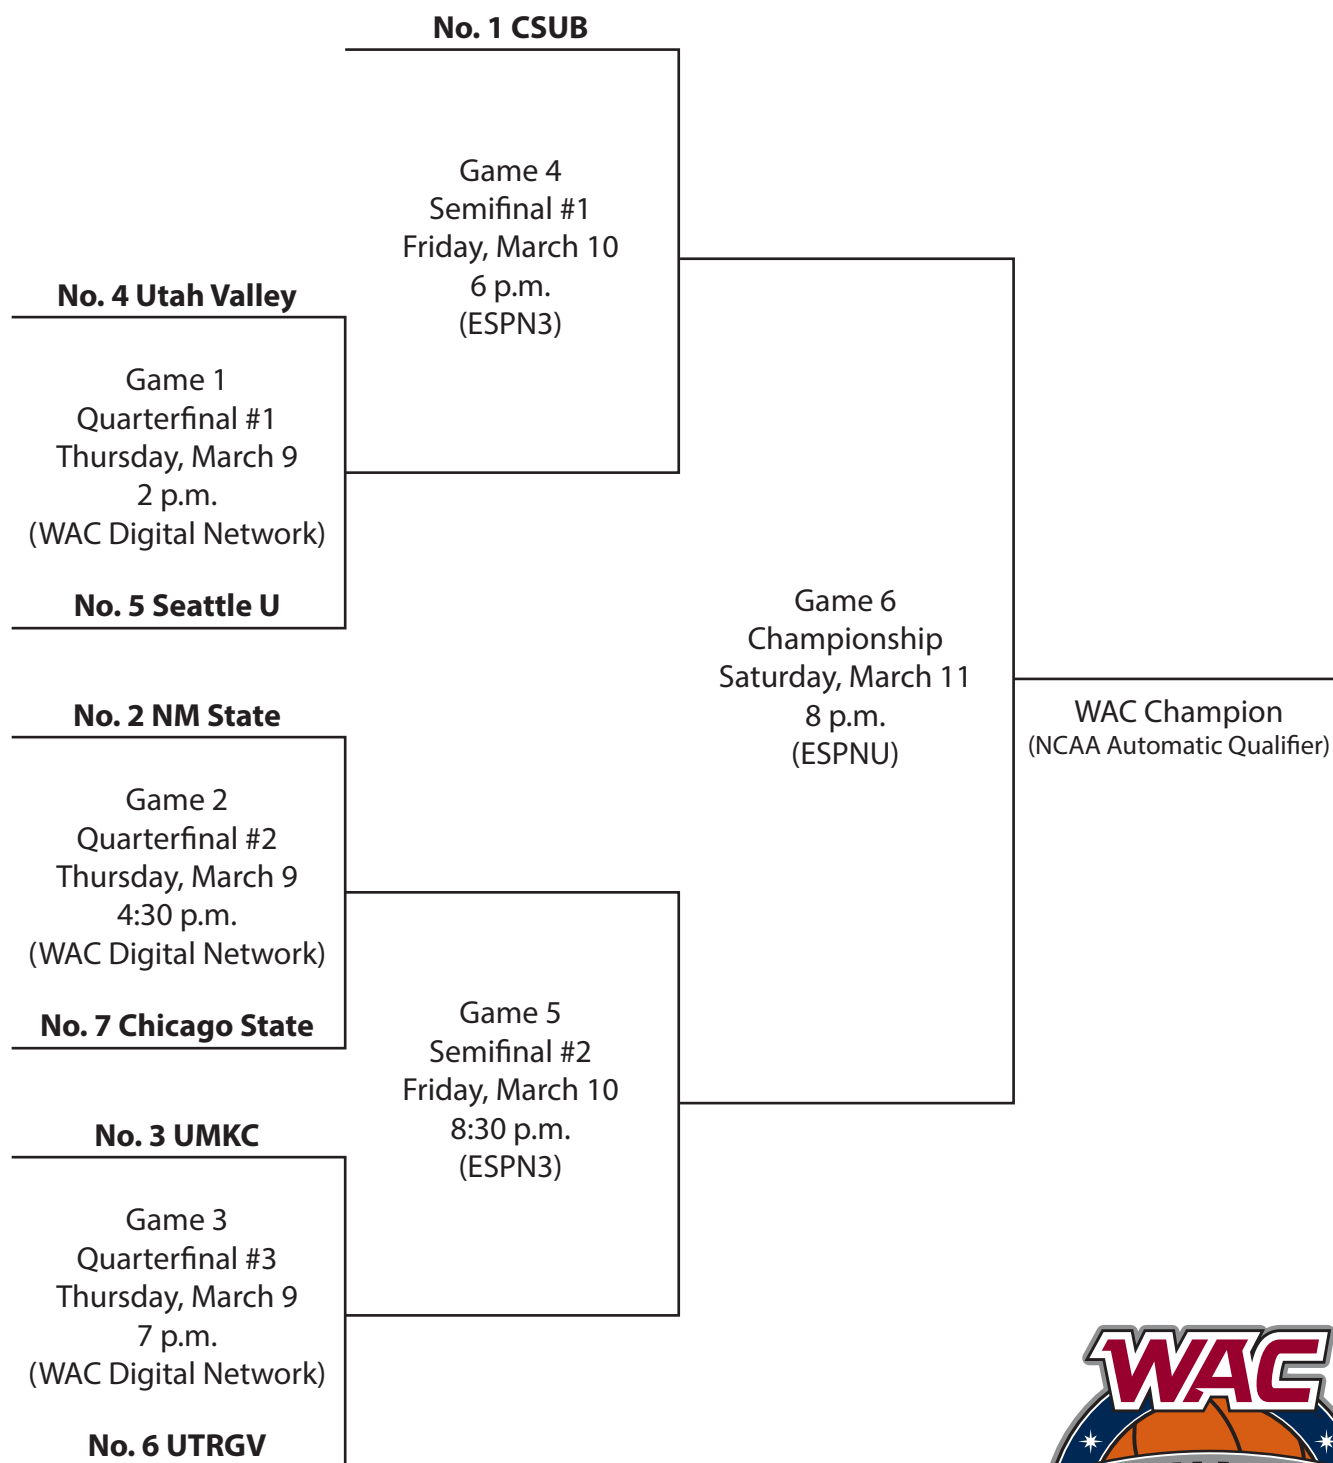 No. 1 CSUB
Game 4
Semifinal #1
Friday, March 10
6 p.m.
(ESPN3)
No. 4 Utah Valley
Game 1
Quarterfinal #1
Thursday, March 9
2 p.m.
(WAC Digital Network)
No. 5 Seattle U
No. 2 NM State
Game 2
Quarterfinal #2
Thursday, March 9
4:30 p.m.
(WAC Digital Network)
No. 7 Chicago State
Game 5
Semifinal #2
Friday, March 10
8:30 p.m.
(ESPN3)
No. 3 UMKC
Game 3
Quarterfinal #3
Thursday, March 9
7 p.m.
(WAC Digital Network)
No. 6 UTRGV
Game 6
Championship
Saturday, March 11
8 p.m.
(ESPNU)
WAC Champion
(NCAA Automatic Qualifier)
WAC